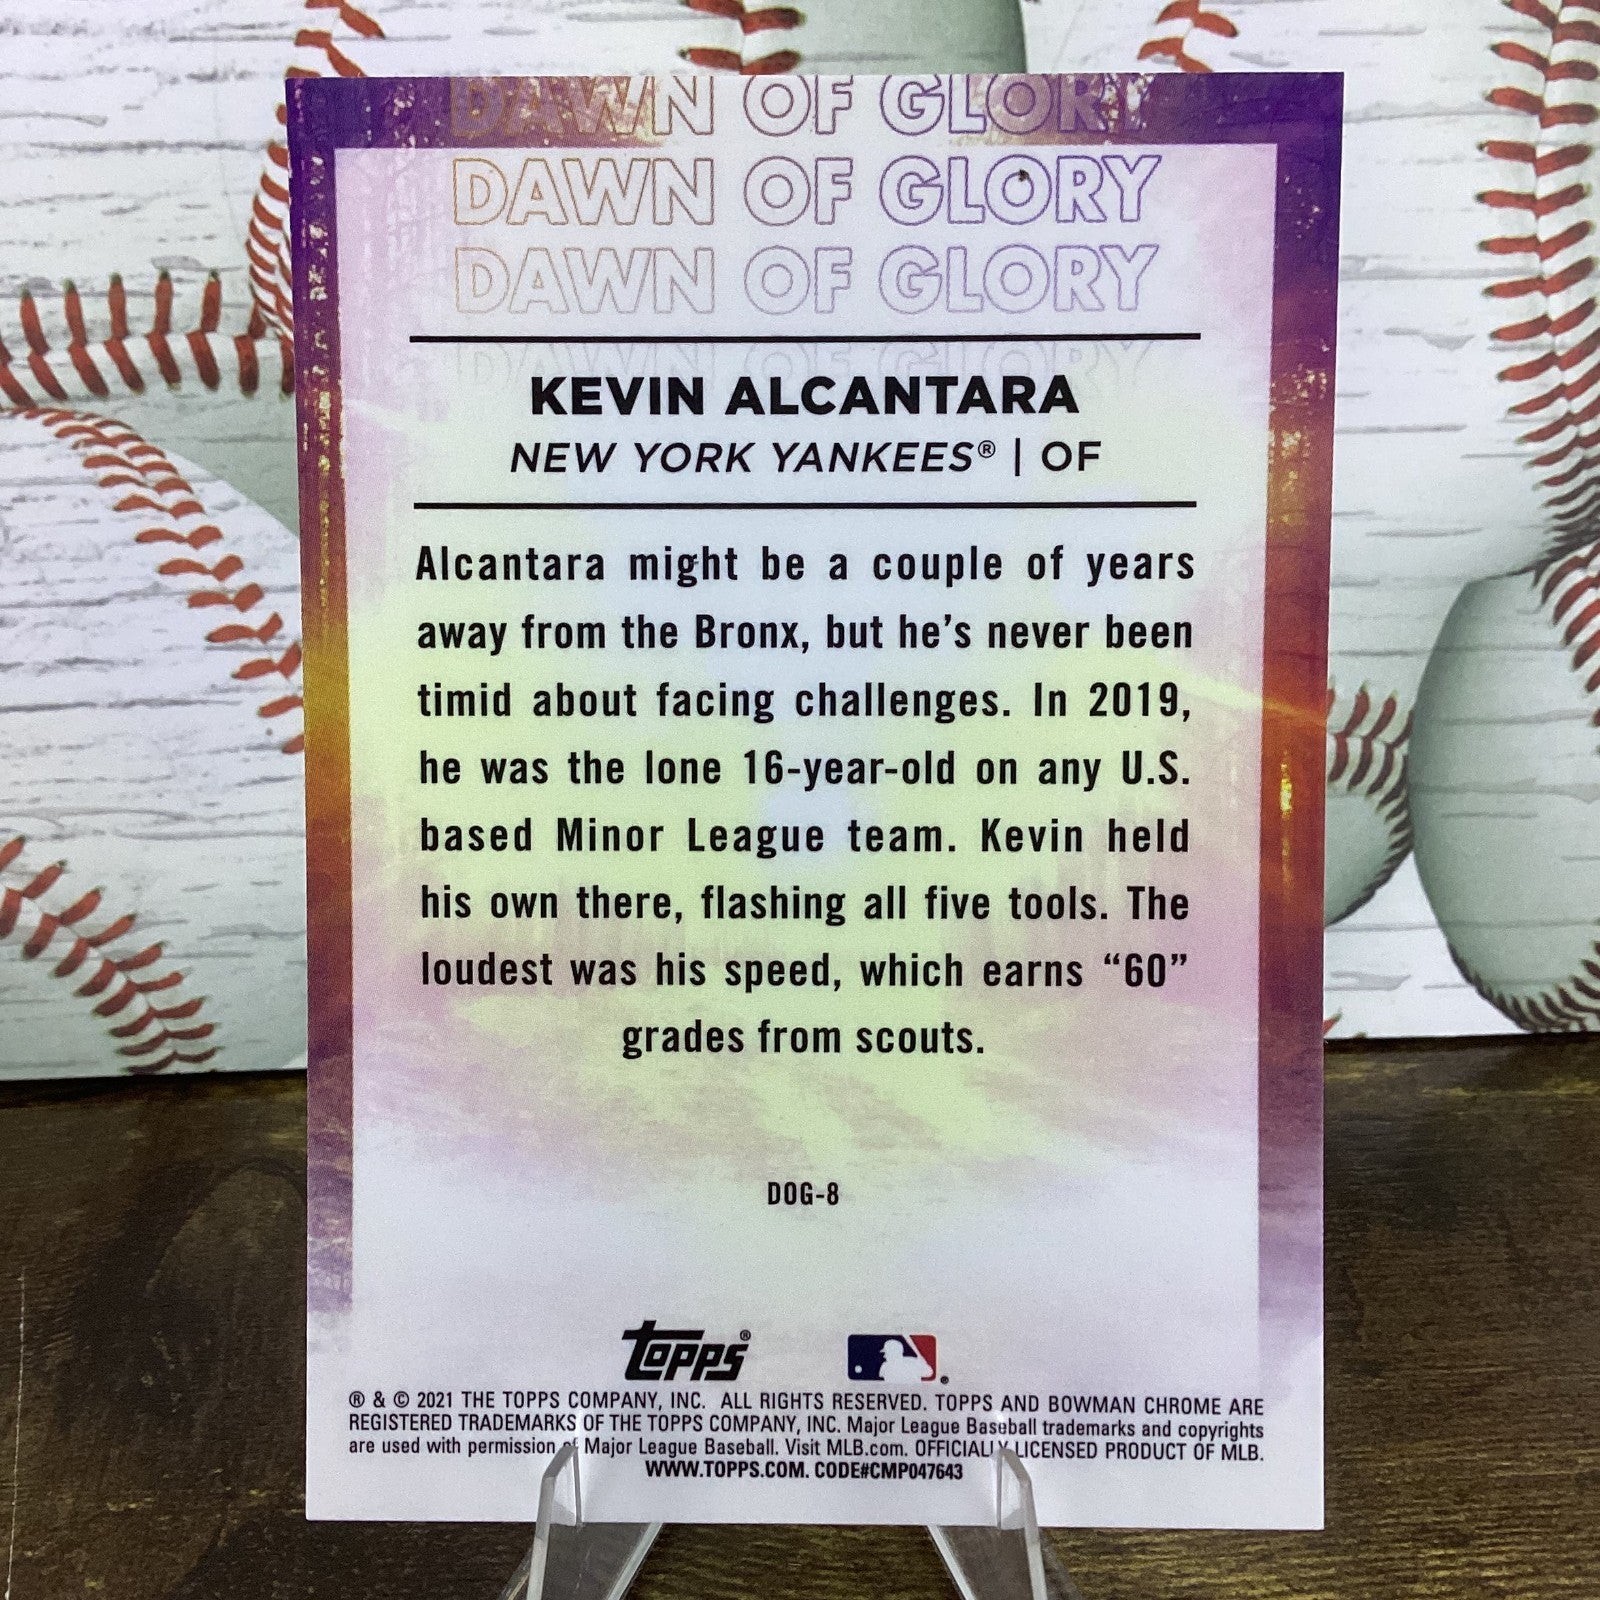 DAWN OF GLORY
DAWN OF GLORY
DAWN OF GLORY
DAWN OF GLORY
KEVIN ALCANTARA
NEW YORK YANKEES® | OF
Alcantara might be a couple of years
away from the Bronx, but he's never been
timid about facing challenges. In 2019,
he was the lone 16-year-old on any U.S.
based Minor League team. Kevin held
his own there, flashing all five tools. The
loudest was his speed, which earns “60”
grades from scouts.
DOG-8
Topps®
® & © 2021 THE TOPPS COMPANY, INC. ALL RIGHTS RESERVED. TOPPS AND BOWMAN CHROME ARE
REGISTERED TRADEMARKS OF THE TOPPS COMPANY, INC. Major League Baseball trademarks and copyrights
are used with permission of Major League Baseball. Visit MLB.com. OFFICIALLY LICENSED PRODUCT OF MLB.
WWW.TOPPS.COM. CODE#CMP047643